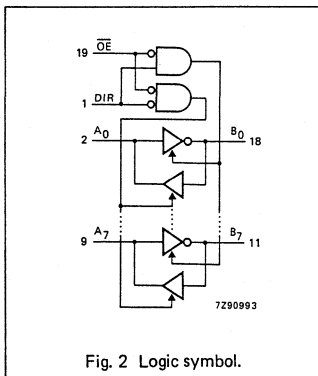 19 OE
1 DIR
2 A0 B0 18
9 A7 B7 11
7Z90993
Fig. 2 Logic symbol.